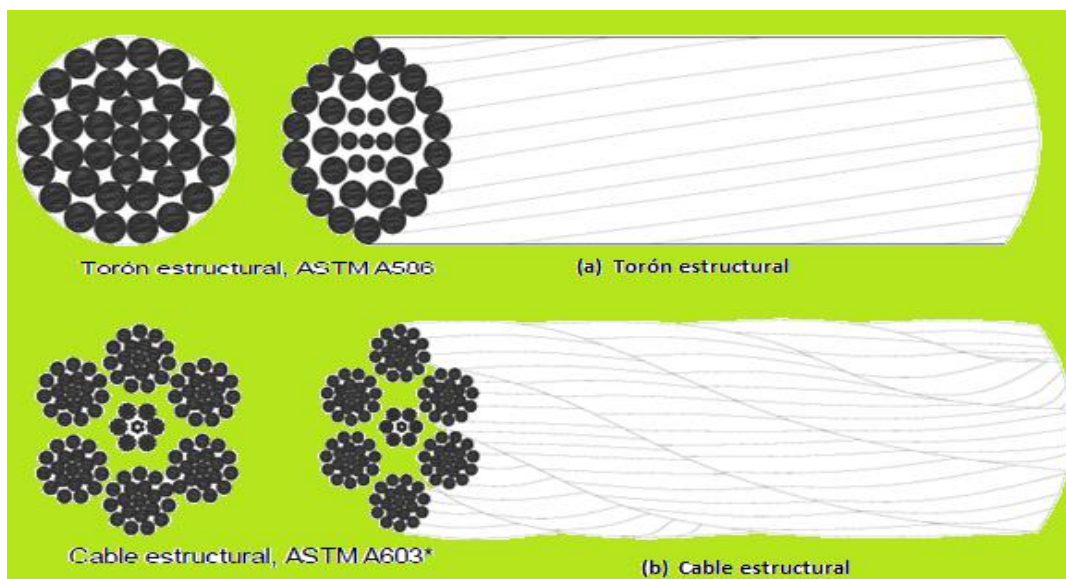 Torón estructural, ASTM A586
(a) Torón estructural
Cable estructural, ASTM A603*
(b) Cable estructural